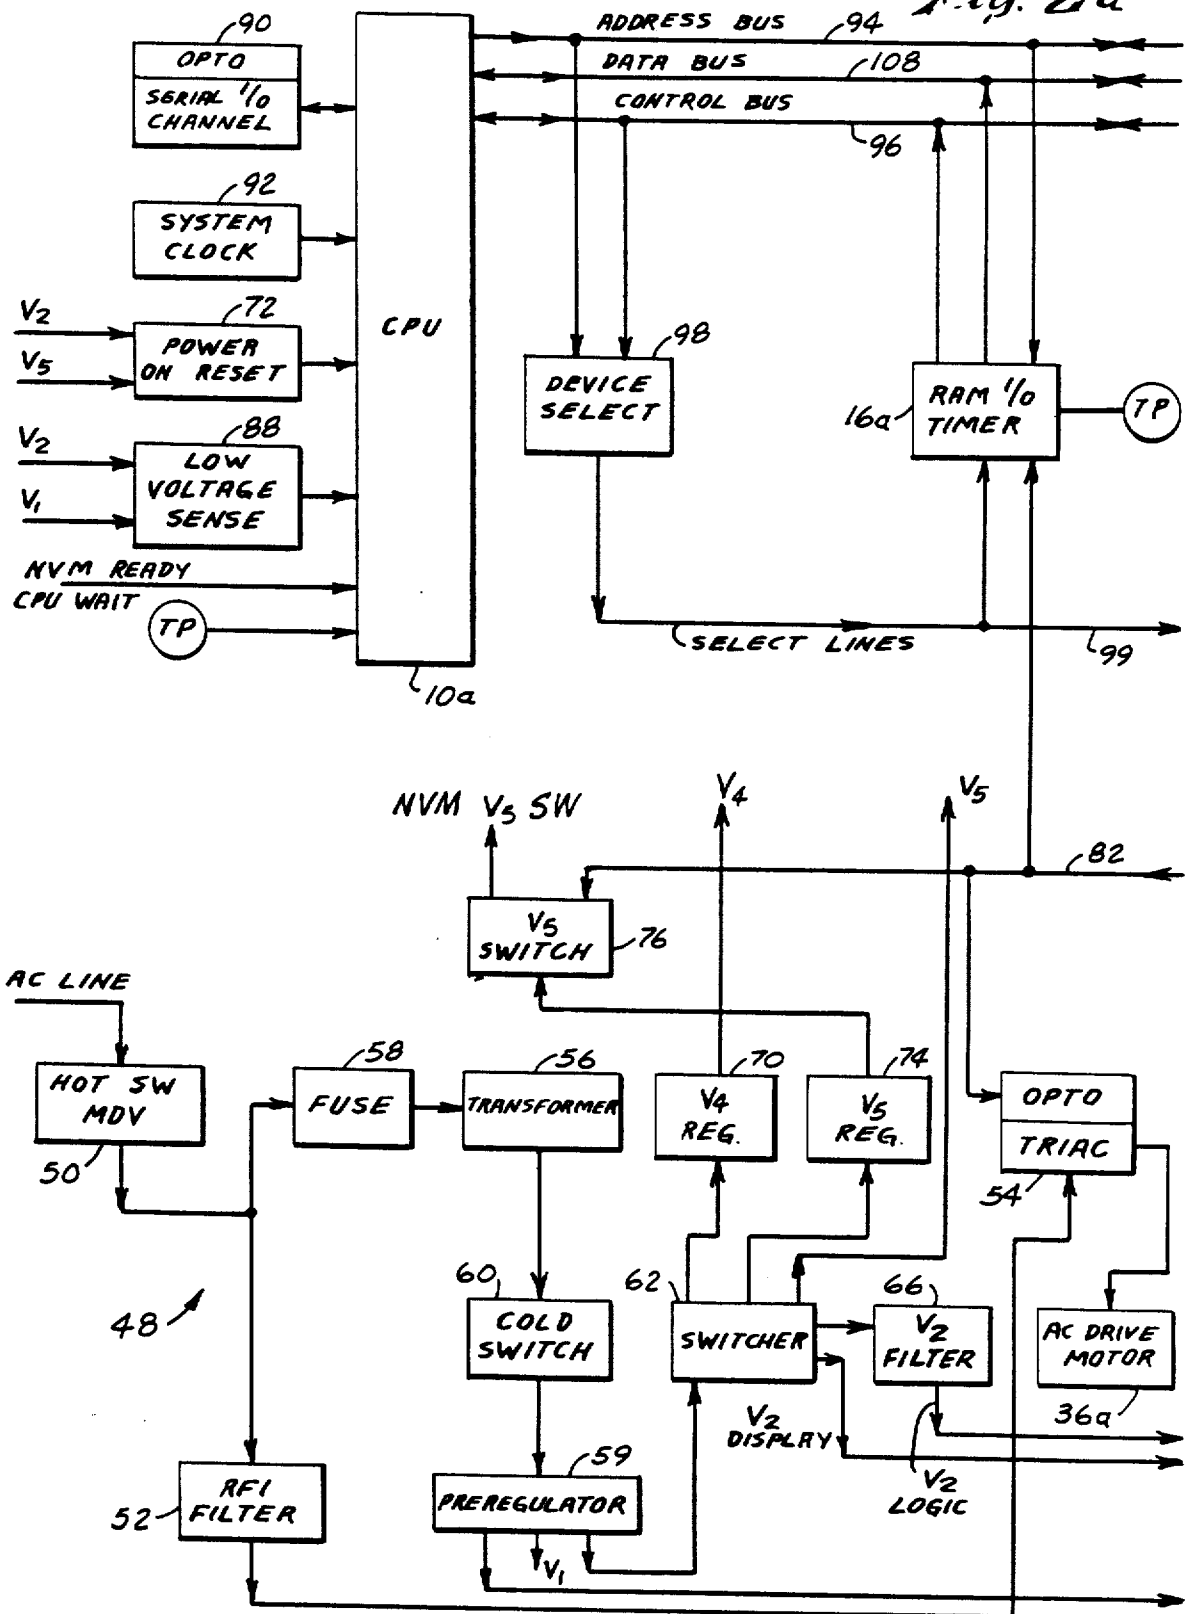 Fig. 2/a
90
OPTO
SERIAL I/O
CHANNEL
ADDRESS BUS
94
DATA BUS
108
CONTROL BUS
96
92
SYSTEM
CLOCK
CPU
10a
V2
V5
72
POWER
ON RESET
V2
V1
88
LOW
VOLTAGE
SENSE
NVM READY
CPU WAIT
TP
98
DEVICE
SELECT
16a
RAM I/O
TIMER
TP
SELECT LINES
99
NVM V5 SW
V4
V5
82
V5
SWITCH
76
AC LINE
HOT SW
MDV
50
58
FUSE
56
TRANSFORMER
70
V4
REG.
74
V5
REG.
OPTO
TRIAC
54
48
60
COLD
SWITCH
62
SWITCHER
66
V2
FILTER
AC DRIVE
MOTOR
36a
V2
DISPLAY
V2
LOGIC
RFI
FILTER
52
59
PREREGULATOR
V1